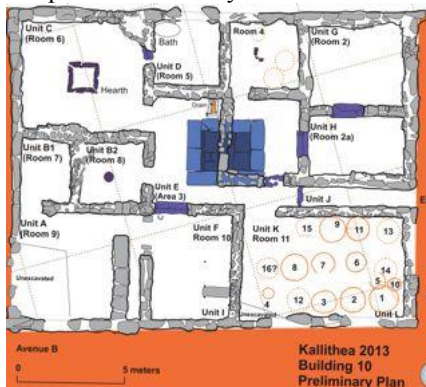 Unit C
(Room 6)
Bath
Room 4
Unit G
(Room 2)
Unit D
(Room 5)
Hearth
Drain
Unit H
(Room 2a)
Unit B1
(Room 7)
Unit B2
(Room 8)
Unit E
(Area 3)
Unit J
Unit A
(Room 9)
Unit F
Room 10
Unit K
Room 11
15
9
11
13
16?
8
7
6
14
5
10
4
12
3
2
1
Unexcavated
Unit I
Unexcavated
Unit L
E
Avenue B
0
5 meters
Kallithea 2013
Building 10
Preliminary Plan